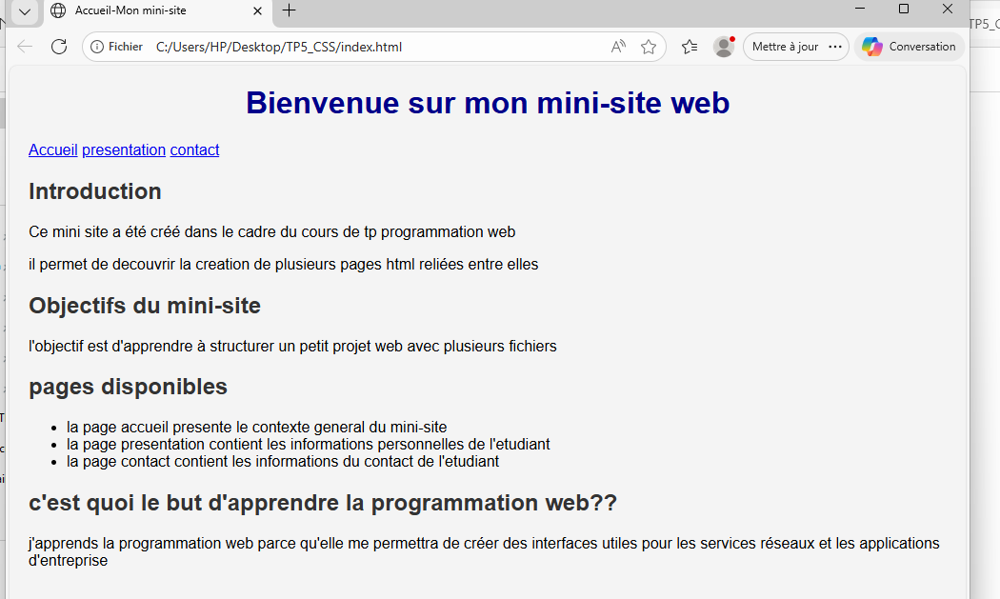 Accueil-Mon mini-site
TP5_C
Fichier C:/Users/HP/Desktop/TP5_CSS/index.html
Mettre à jour
Conversation
Bienvenue sur mon mini-site web
Accueil presentation contact
Introduction
Ce mini site a été créé dans le cadre du cours de tp programmation web
il permet de decouvrir la creation de plusieurs pages html reliées entre elles
Objectifs du mini-site
l'objectif est d'apprendre à structurer un petit projet web avec plusieurs fichiers
pages disponibles
• la page accueil presente le contexte general du mini-site
• la page presentation contient les informations personnelles de l'etudiant
• la page contact contient les informations du contact de l'etudiant
c'est quoi le but d'apprendre la programmation web??
j'apprends la programmation web parce qu'elle me permettra de créer des interfaces utiles pour les services réseaux et les applications
d'entreprise